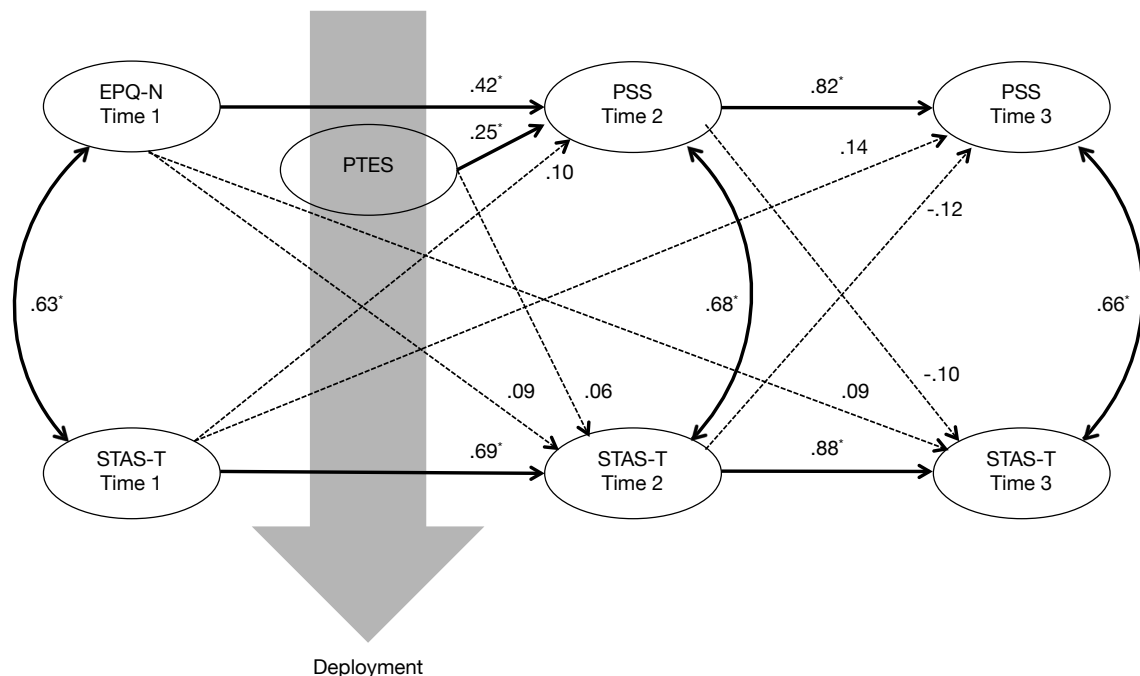 EPQ-N
Time 1
.42*
PSS
Time 2
.82*
PSS
Time 3
.25*
PTES
.10
.14
-.12
.63*
.68*
.66*
.09
.06
-.10
.09
STAS-T
Time 1
.69*
STAS-T
Time 2
.88*
STAS-T
Time 3
Deployment